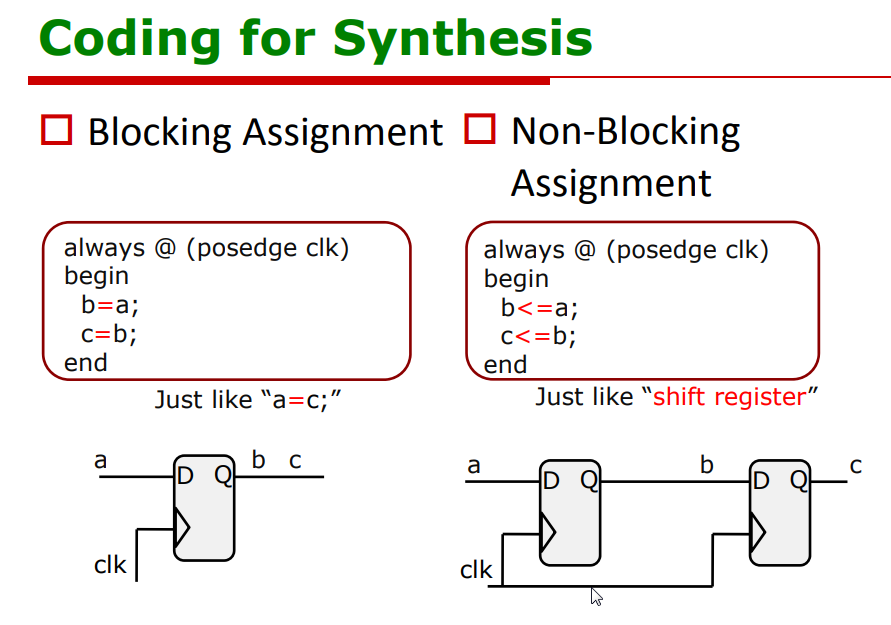 Coding for Synthesis
Blocking Assignment
always @ (posedge clk)
begin
b=a;
c=b;
end
Just like “a=c;”
a
D Q
b c
clk
Non-Blocking
Assignment
always @ (posedge clk)
begin
b<=a;
c<=b;
end
Just like “shift register”
a
D Q
b
D Q
c
clk